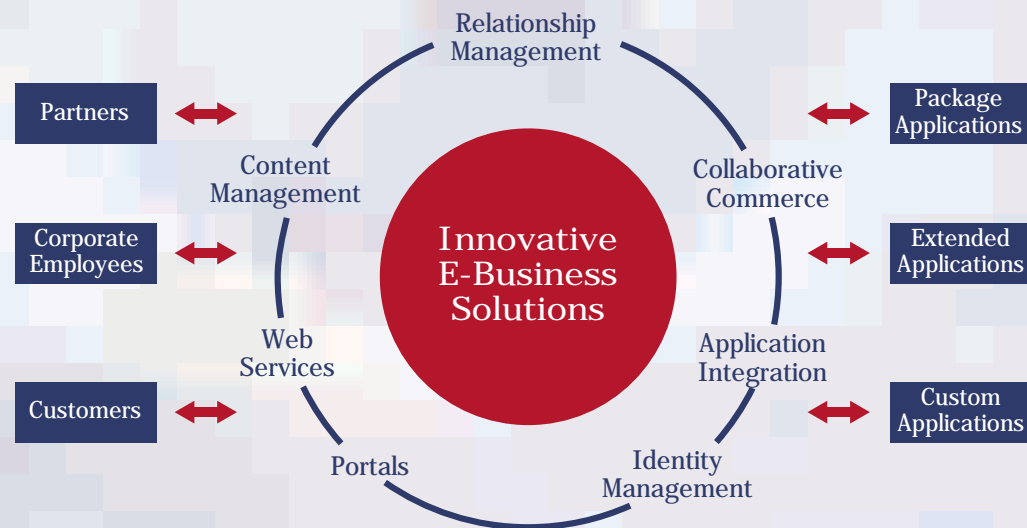 Relationship
Management
Partners
Package
Applications
Content
Management
Collaborative
Commerce
Corporate
Employees
Innovative
E-Business
Solutions
Extended
Applications
Web
Services
Application
Integration
Customers
Custom
Applications
Portals
Identity
Management